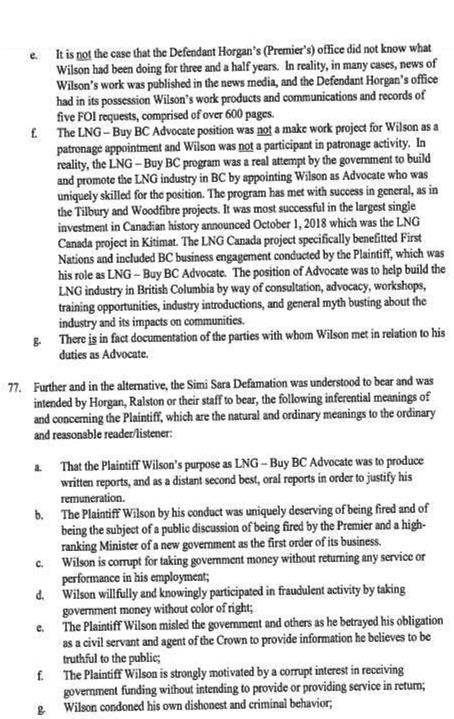 e. It is not the case that the Defendant Horgan's (Premier's) office did not know what
Wilson had been doing for three and a half years. In reality, in many cases, news of
Wilson's work was published in the news media, and the Defendant Horgan's office
had in its possession Wilson's work products and communications and records of
five FOI requests, comprised of over 600 pages.
f. The LNG – Buy BC Advocate position was not a make work project for Wilson as a
patronage appointment and Wilson was not a participant in patronage activity. In
reality, the LNG – Buy BC program was a real attempt by the government to build
and promote the LNG industry in BC by appointing Wilson as Advocate who was
uniquely skilled for the position. The program has met with success in general, as in
the Tilbury and Woodfibre projects. It was most successful in the largest single
investment in Canadian history announced October 1, 2018 which was the LNG
Canada project in Kitimat. The LNG Canada project specifically benefitted First
Nations and included BC business engagement conducted by the Plaintiff, which was
his role as LNG – Buy BC Advocate. The position of Advocate was to help build the
LNG industry in British Columbia by way of consultation, advocacy, workshops,
training opportunities, industry introductions, and general myth busting about the
industry and its impacts on communities.
g. There is in fact documentation of the parties with whom Wilson met in relation to his
duties as Advocate.
77. Further and in the alternative, the Simi Sara Defamation was understood to bear and was
intended by Horgan, Ralston or their staff to bear, the following inferential meanings of
and concerning the Plaintiff, which are the natural and ordinary meanings to the ordinary
and reasonable reader/listener:
a. That the Plaintiff Wilson's purpose as LNG – Buy BC Advocate was to produce
written reports, and as a distant second best, oral reports in order to justify his
remuneration.
b. The Plaintiff Wilson by his conduct was uniquely deserving of being fired and of
being the subject of a public discussion of being fired by the Premier and a high-
ranking Minister of a new government as the first order of its business.
c. Wilson is corrupt for taking government money without returning any service or
performance in his employment;
d. Wilson willfully and knowingly participated in fraudulent activity by taking
government money without color of right;
e. The Plaintiff Wilson misled the government and others as he betrayed his obligation
as a civil servant and agent of the Crown to provide information he believes to be
truthful to the public;
f. The Plaintiff Wilson is strongly motivated by a corrupt interest in receiving
government funding without intending to provide or providing service in return;
g. Wilson condoned his own dishonest and criminal behavior;